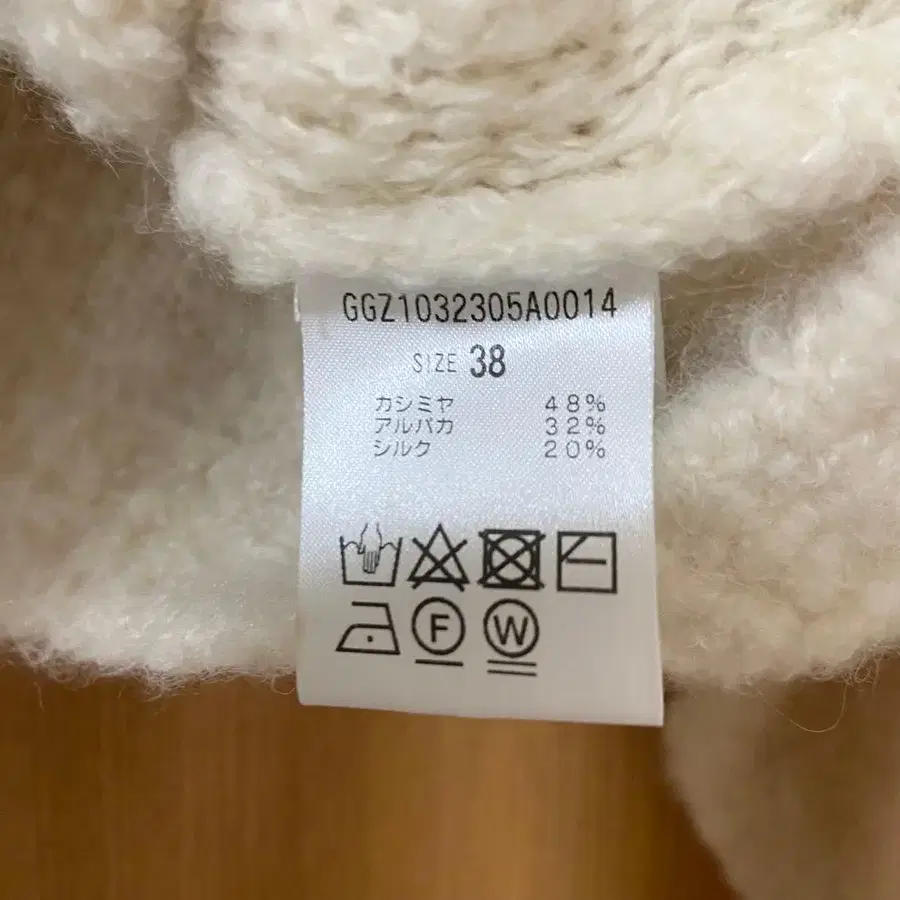 GGZ1032305A0014
SIZE 38
カシミヤ 48%
アルパカ 32%
シルク 20%
F W